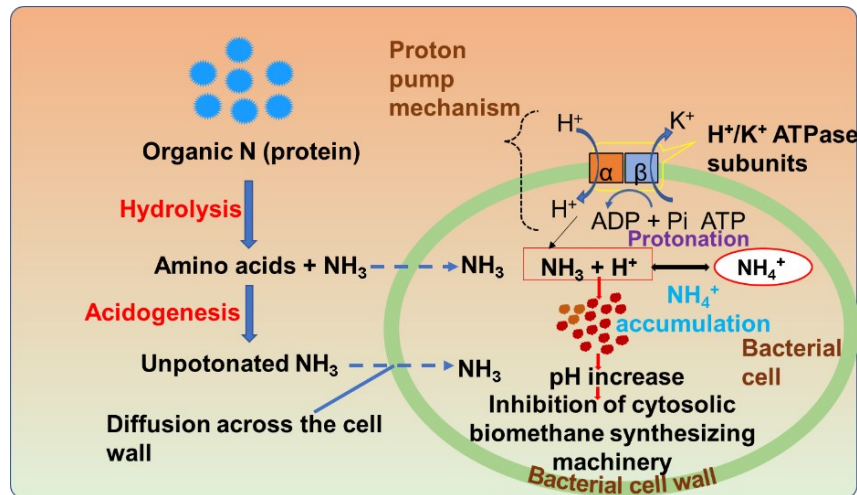 Proton
pump
mechanism
Organic N (protein)
Hydrolysis
Amino acids + NH₃
NH₃
Acidogenesis
Unpotonated NH₃
NH₃
Diffusion across the cell
wall
H⁺
K⁺
H⁺/K⁺ ATPase
subunits
α
β
H⁺
ADP + Pi ATP
Protonation
NH₃ + H⁺
NH₄⁺
NH₄⁺
accumulation
Bacterial
cell
pH increase
Inhibition of cytosolic
biomethane synthesizing
machinery
Bacterial cell wall